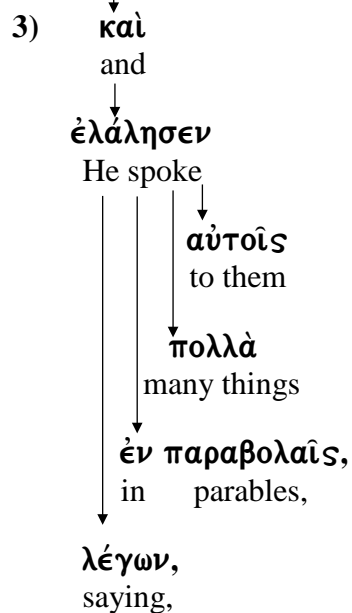 3) καὶ
and
ἐλάλησεν
He spoke
αὐτοῖς
to them
πολλὰ
many things
ἐν παραβολαῖς,
in parables,
λέγων,
saying,